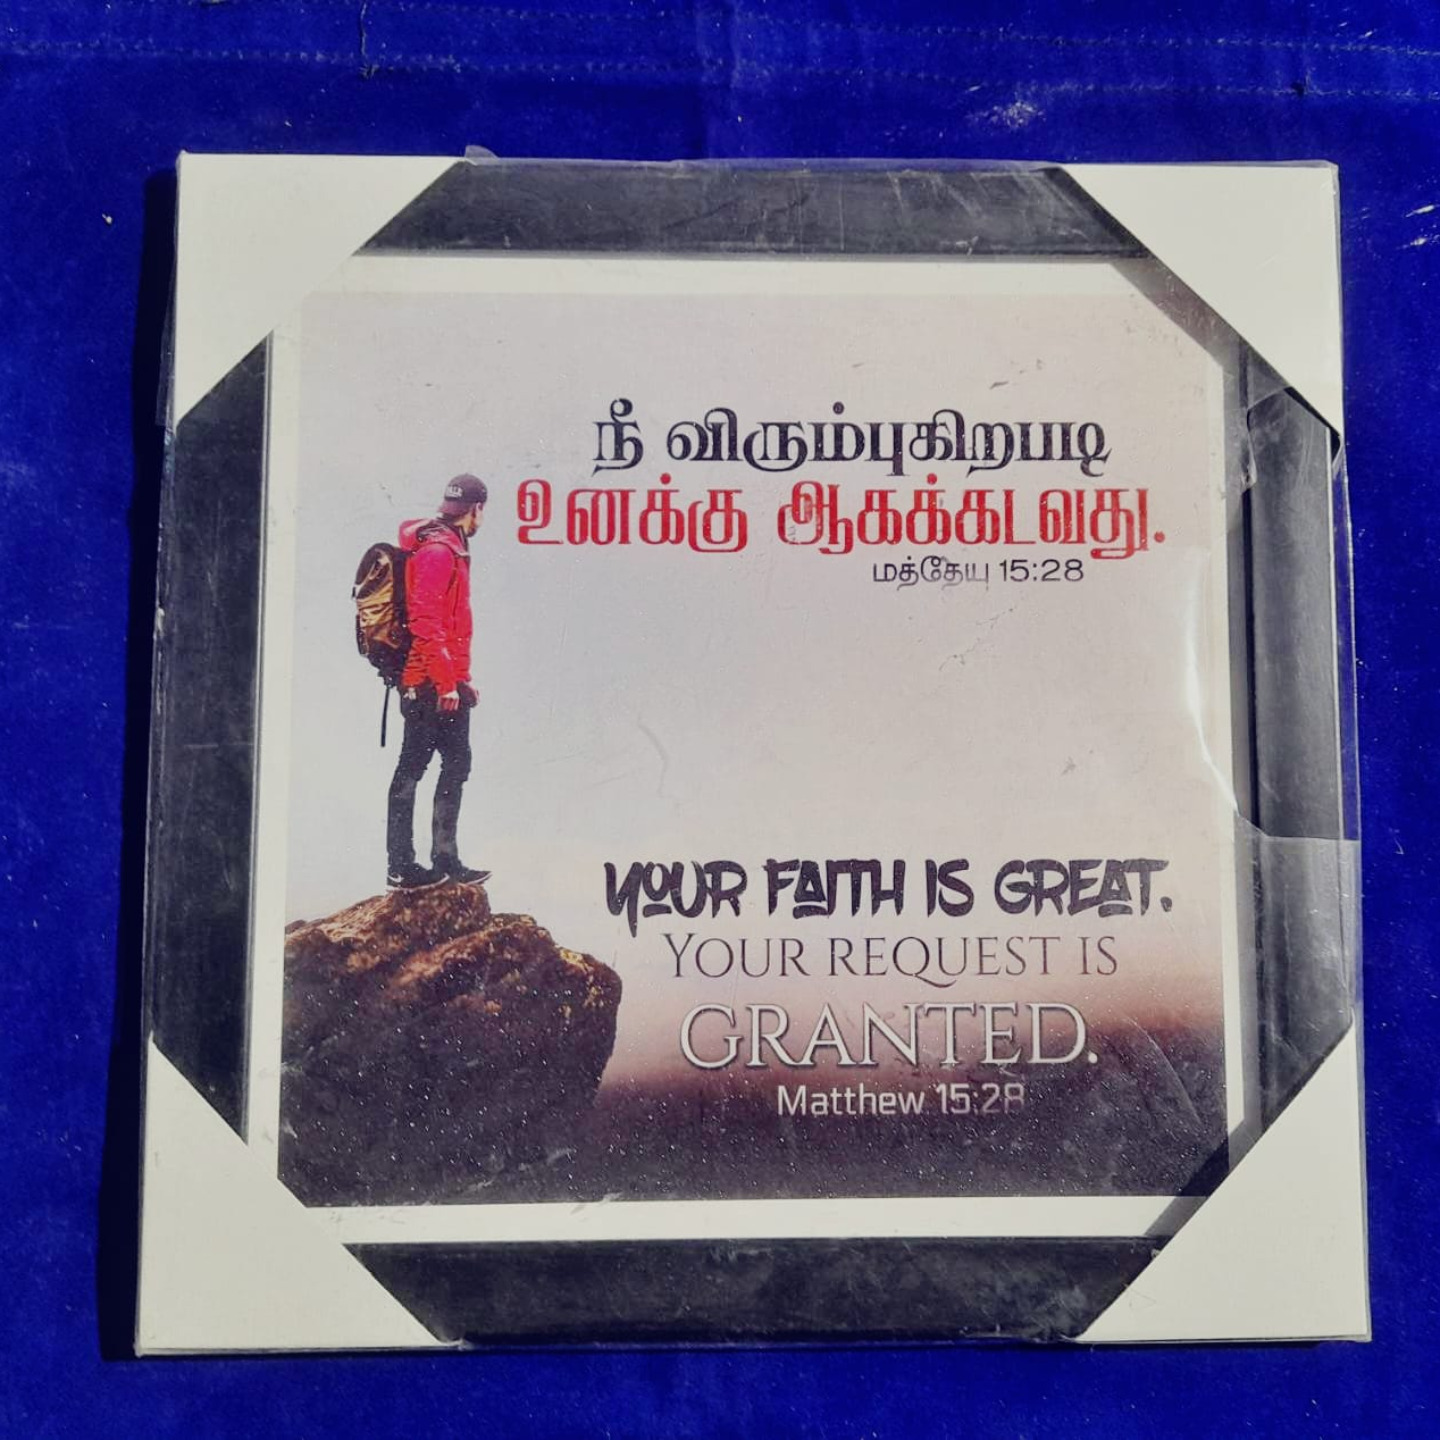 நீ விரும்புகிறபடி
உனக்கு ஆகக்கடவது.
மத்தேயு 15:28
YOUR FAITH IS GREAT.
YOUR REQUEST IS
GRANTED.
Matthew 15:28